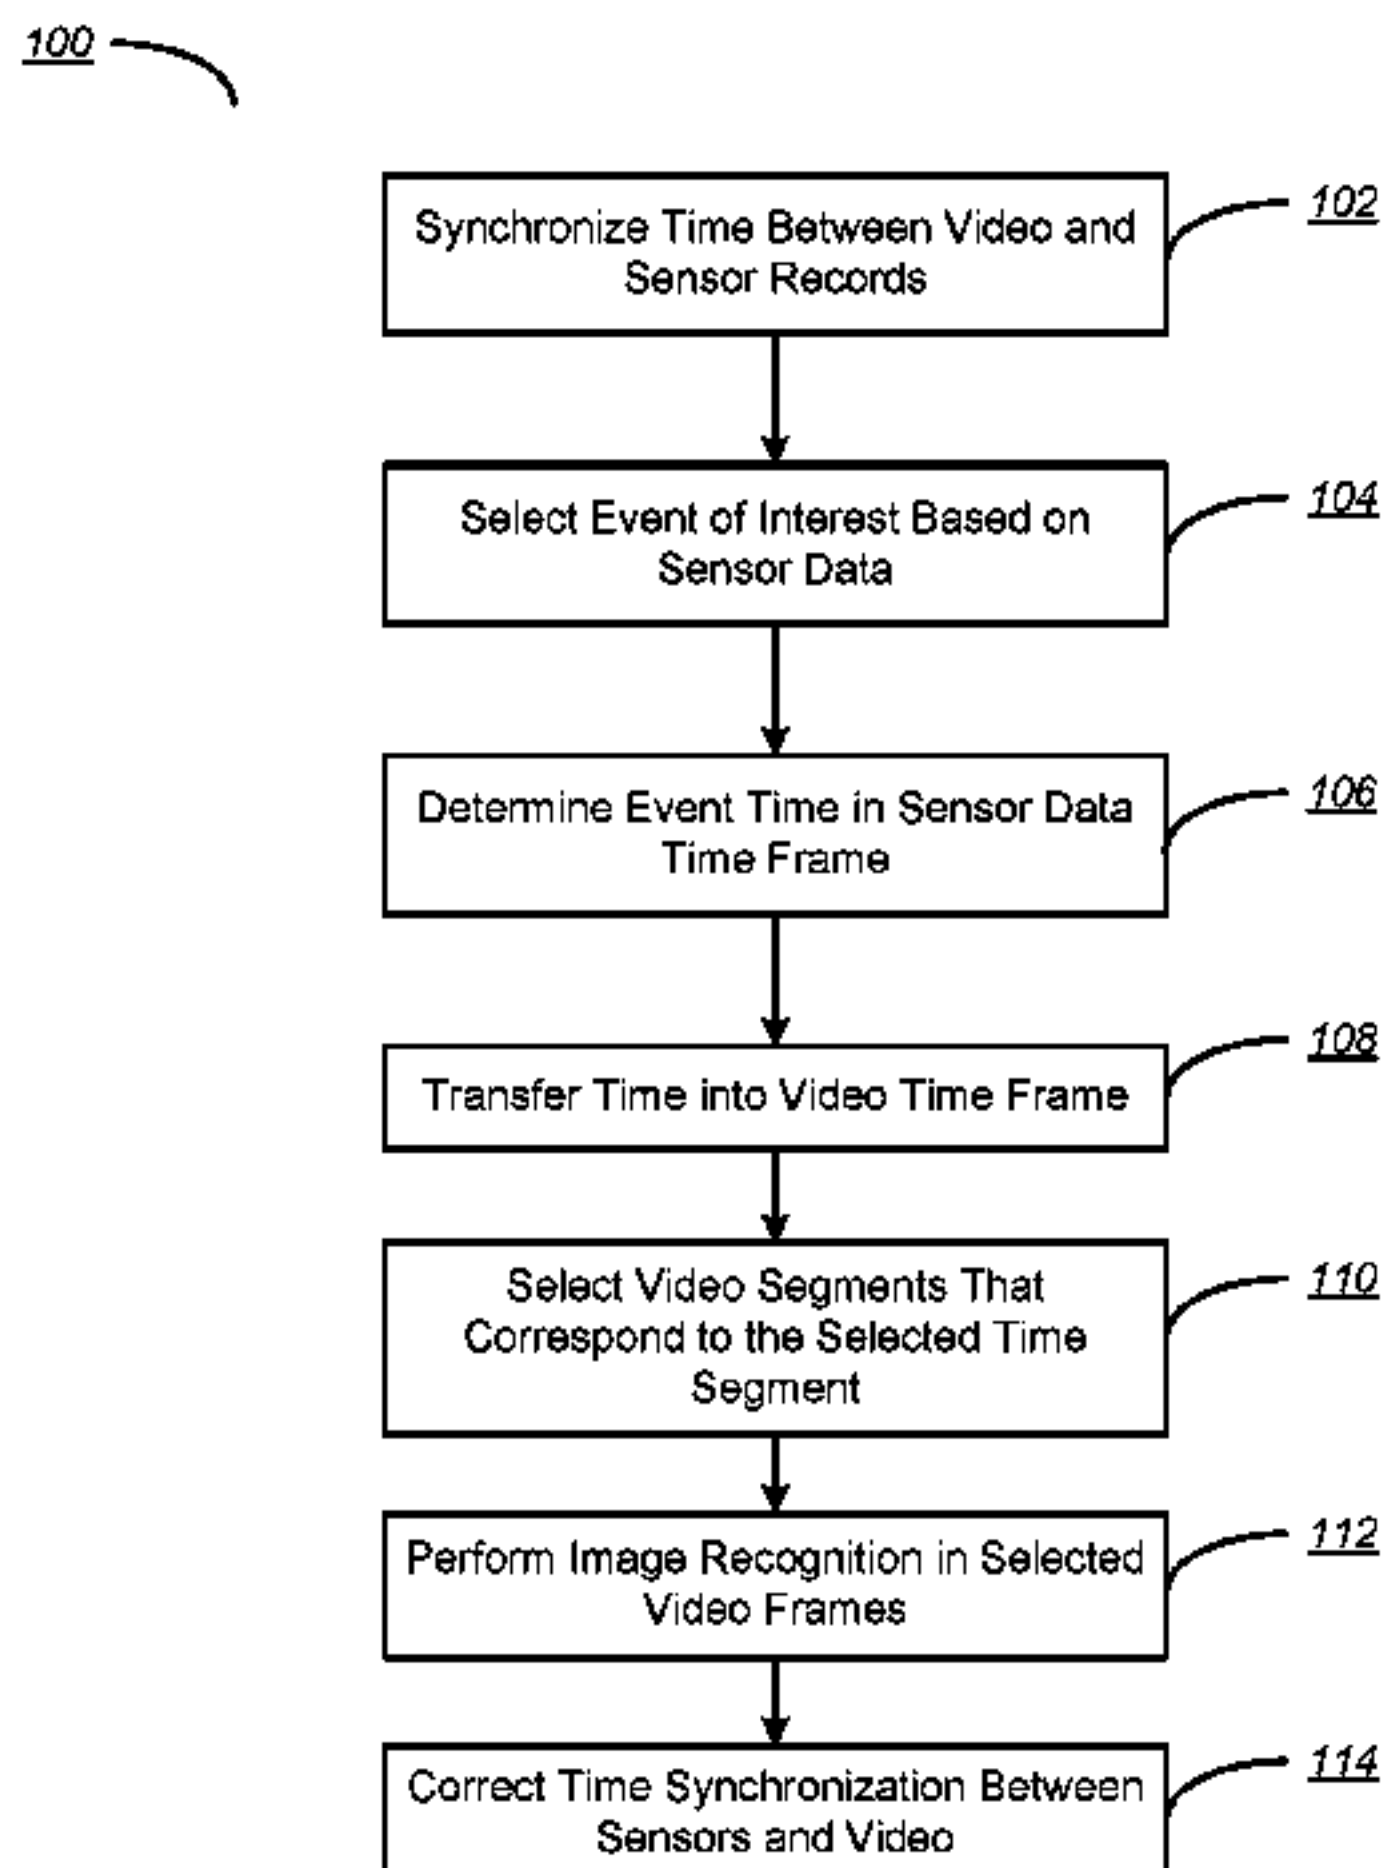 100
102
Synchronize Time Between Video and
Sensor Records
104
Select Event of Interest Based on
Sensor Data
106
Determine Event Time in Sensor Data
Time Frame
108
Transfer Time into Video Time Frame
110
Select Video Segments That
Correspond to the Selected Time
Segment
112
Perform Image Recognition in Selected
Video Frames
114
Correct Time Synchronization Between
Sensors and Video